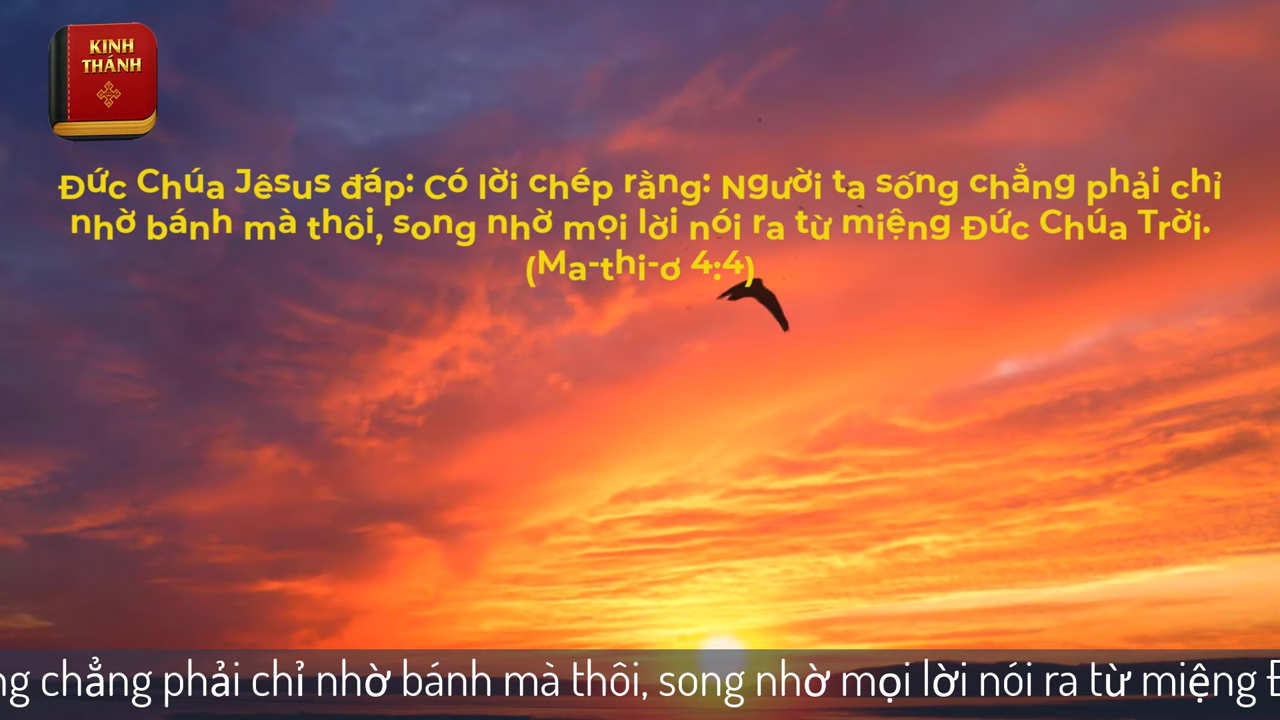 KINH
THÁNH
Đức Chúa Jêsus đáp: Có lời chép rằng: Người ta sống chẳng phải chỉ
nhờ bánh mà thôi, song nhờ mọi lời nói ra từ miệng Đức Chúa Trời.
(Ma-thi-ơ 4:4)
ng chẳng phải chỉ nhờ bánh mà thôi, song nhờ mọi lời nói ra từ miệng Đ